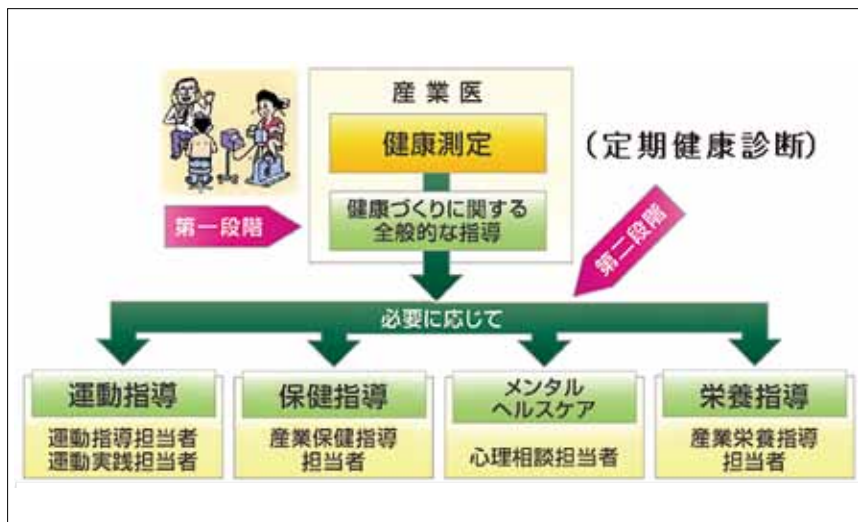 産業医
健康測定
(定期健康診断)
第一段階
健康づくりに関する
全般的な指導
第二段階
必要に応じて
運動指導
運動指導担当者
運動実践担当者
保健指導
産業保健指導
担当者
メンタル
ヘルスケア
心理相談担当者
栄養指導
産業栄養指導
担当者